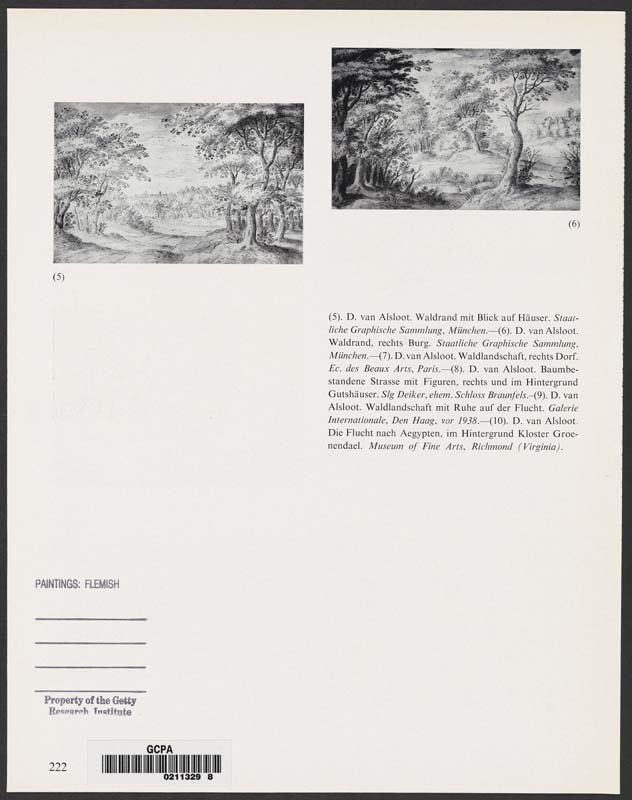 (6)
(5)
(5). D. van Alsloot. Waldrand mit Blick auf Häuser. Staat-
liche Graphische Sammlung, München.—(6). D. van Alsloot.
Waldrand, rechts Burg. Staatliche Graphische Sammlung,
München.—(7). D. van Alsloot. Waldlandschaft, rechts Dorf.
Ec. des Beaux Arts, Paris.—(8). D. van Alsloot. Baumbe-
standene Strasse mit Figuren, rechts und im Hintergrund
Gutshäuser. Slg Deiker, ehem. Schloss Braunfels.–(9). D. van
Alsloot. Waldlandschaft mit Ruhe auf der Flucht. Galerie
Internationale, Den Haag, vor 1938.—(10). D. van Alsloot.
Die Flucht nach Aegypten, im Hintergrund Kloster Groe-
nendael. Museum of Fine Arts, Richmond (Virginia).
PAINTINGS: FLEMISH
Property of the Getty
Research Institute
222
GCPA
0211329 8